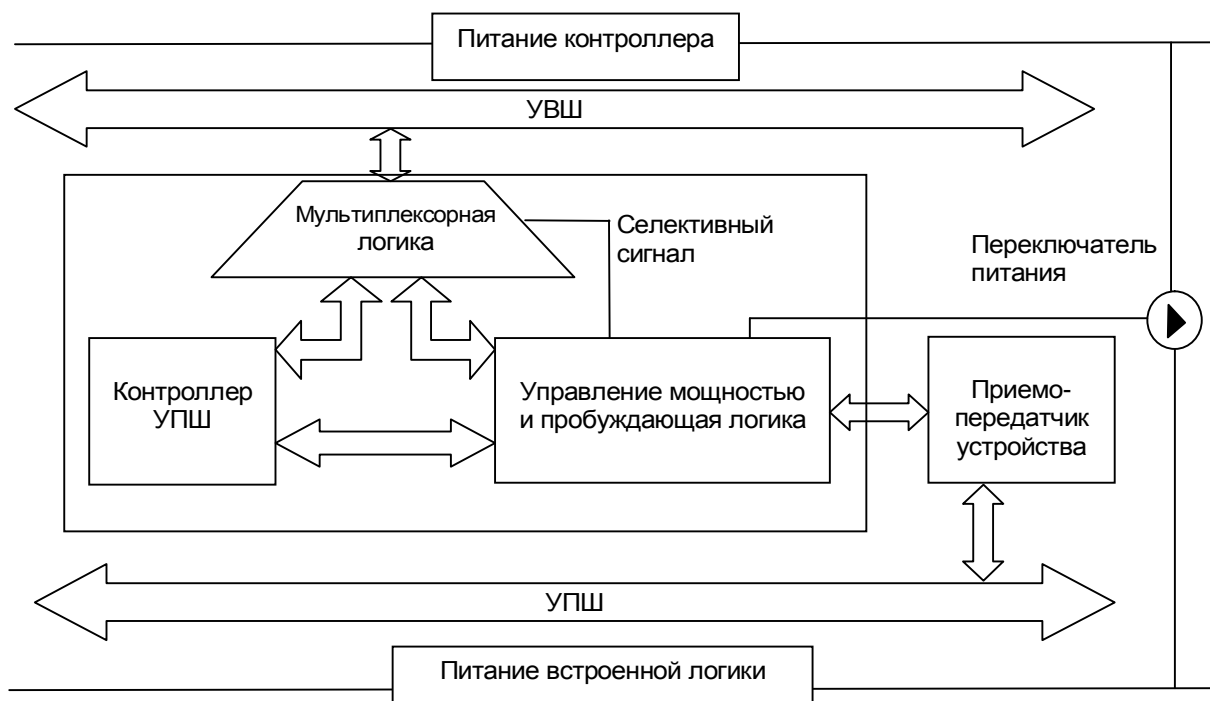 Питание контроллера
УВШ
Мультиплексорная
логика
Селективный
сигнал
Переключатель
питания
Контроллер
УПШ
Управление мощностью
и пробуждающая логика
Приемо-
передатчик
устройства
УПШ
Питание встроенной логики